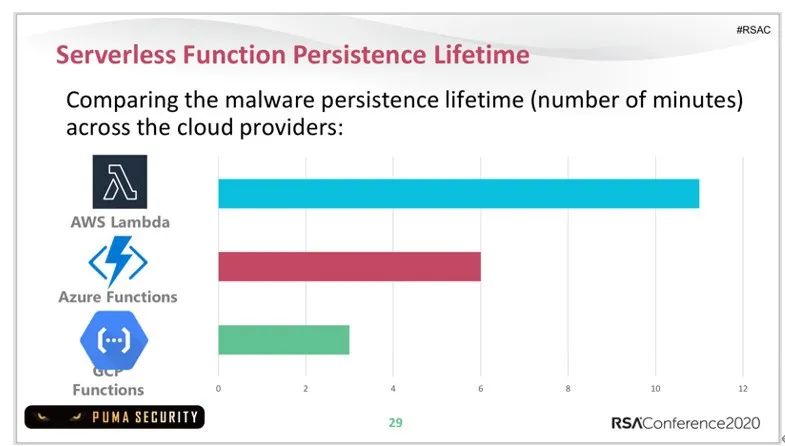 #RSAC
Serverless Function Persistence Lifetime
Comparing the malware persistence lifetime (number of minutes)
across the cloud providers:
AWS Lambda
Azure Functions
GCP
Functions
0 2 4 6 8 10 12
PUMA SECURITY
29
RSAConference2020